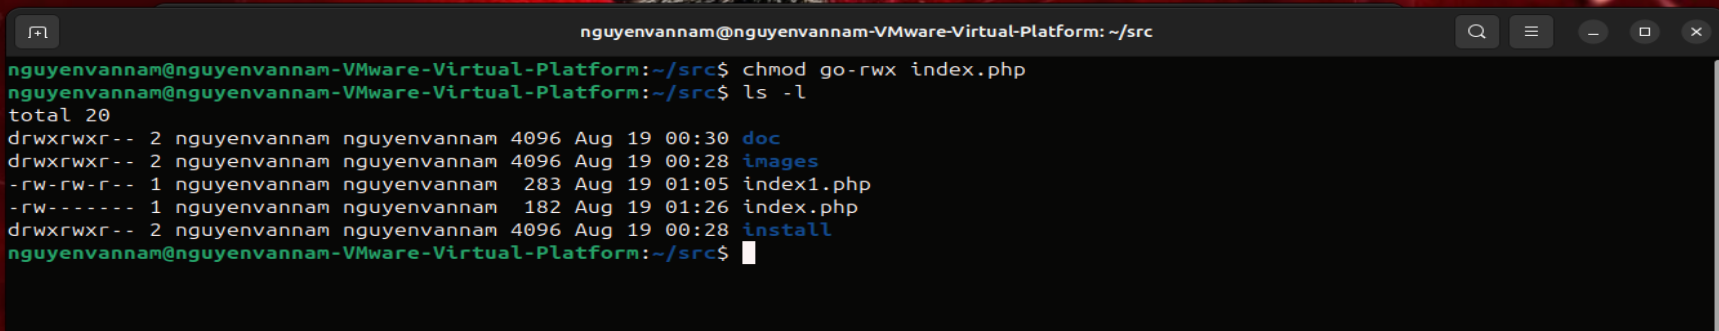 nguyenvannam@nguyenvannam-VMware-Virtual-Platform: ~/src
nguyenvannam@nguyenvannam-VMware-Virtual-Platform:~/src$ chmod go-rwx index.php
nguyenvannam@nguyenvannam-VMware-Virtual-Platform:~/src$ ls -l
total 20
drwxrwxr-- 2 nguyenvannam nguyenvannam 4096 Aug 19 00:30 doc
drwxrwxr-- 2 nguyenvannam nguyenvannam 4096 Aug 19 00:28 images
-rw-rw-r-- 1 nguyenvannam nguyenvannam  283 Aug 19 01:05 index1.php
-rw------- 1 nguyenvannam nguyenvannam  182 Aug 19 01:26 index.php
drwxrwxr-- 2 nguyenvannam nguyenvannam 4096 Aug 19 00:28 install
nguyenvannam@nguyenvannam-VMware-Virtual-Platform:~/src$